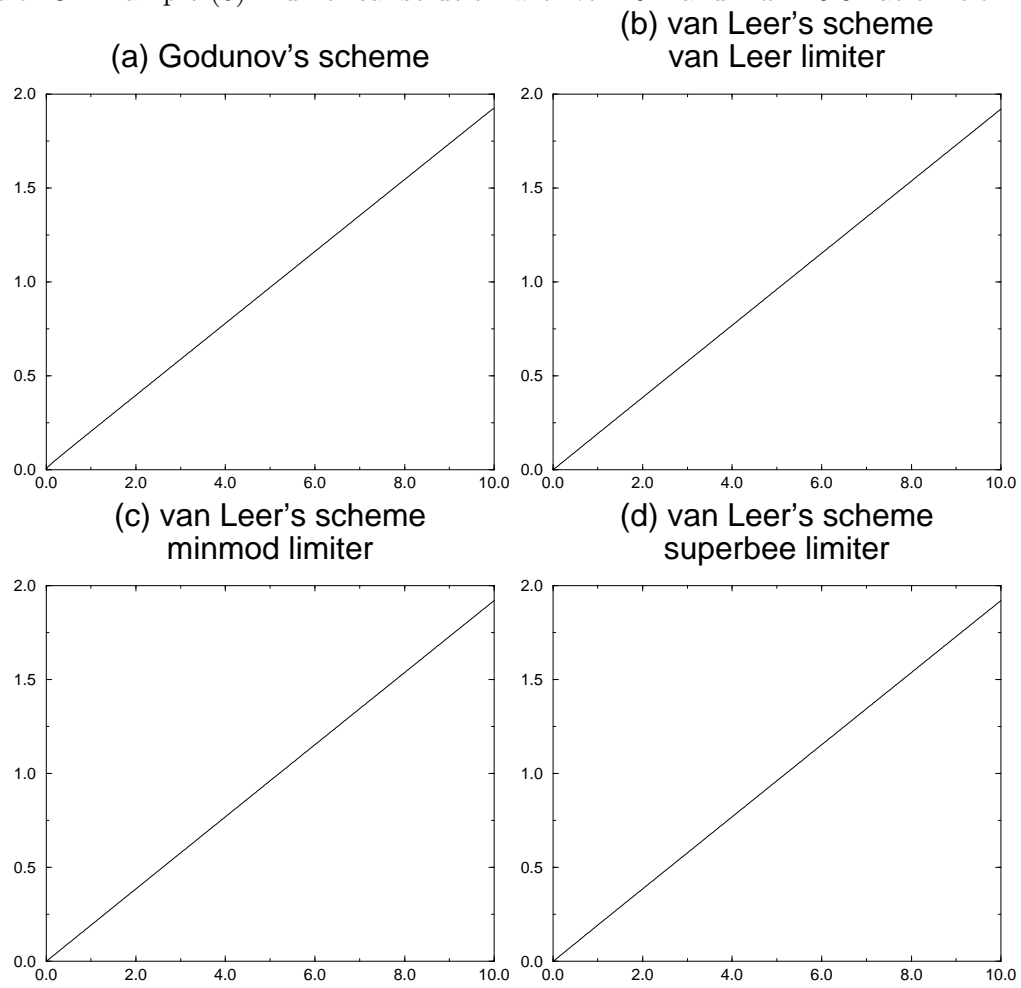 (a) Godunov's scheme
2.0
1.5
1.0
0.5
0.0
0.0 2.0 4.0 6.0 8.0 10.0
(b) van Leer's scheme
van Leer limiter
2.0
1.5
1.0
0.5
0.0
0.0 2.0 4.0 6.0 8.0 10.0
(c) van Leer's scheme
minmod limiter
2.0
1.5
1.0
0.5
0.0
0.0 2.0 4.0 6.0 8.0 10.0
(d) van Leer's scheme
superbee limiter
2.0
1.5
1.0
0.5
0.0
0.0 2.0 4.0 6.0 8.0 10.0